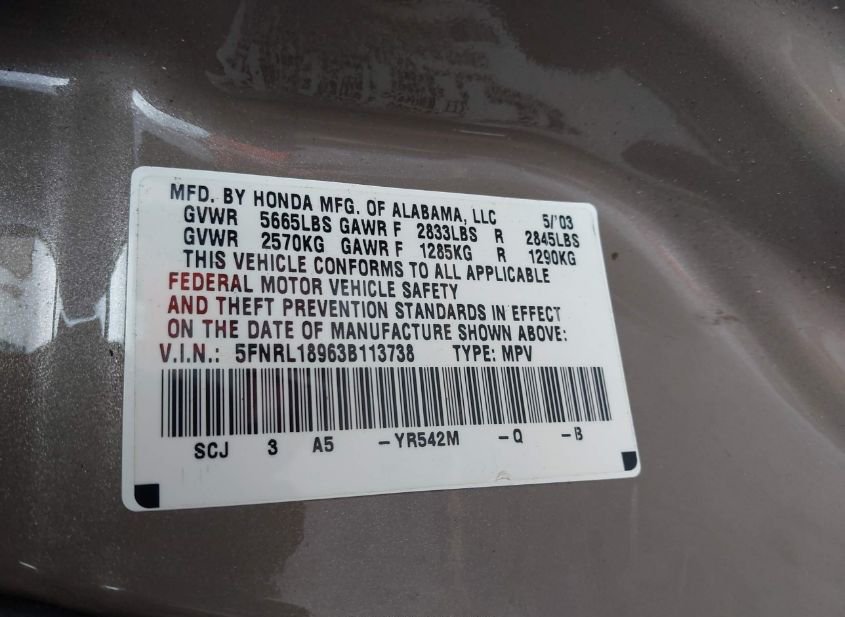 MFD. BY HONDA MFG. OF ALABAMA, LLC 5/'03
GVWR 5665LBS GAWR F 2833LBS R 2845LBS
GVWR 2570KG GAWR F 1285KG R 1290KG
THIS VEHICLE CONFORMS TO ALL APPLICABLE
FEDERAL MOTOR VEHICLE SAFETY
AND THEFT PREVENTION STANDARDS IN EFFECT
ON THE DATE OF MANUFACTURE SHOWN ABOVE:
V.I.N.: 5FNRL18963B113738 TYPE: MPV
SCJ 3 A5 -YR542M -Q -B